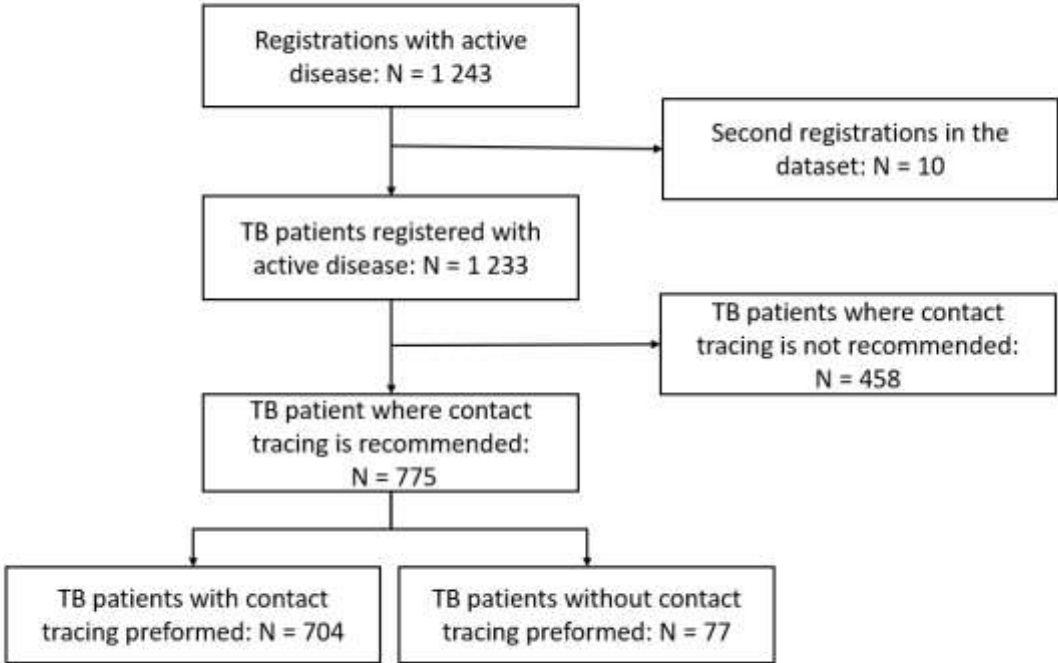 Registrations with active
disease: N = 1 243
Second registrations in the
dataset: N = 10
TB patients registered with
active disease: N = 1 233
TB patients where contact
tracing is not recommended:
N = 458
TB patient where contact
tracing is recommended:
N = 775
TB patients with contact
tracing preformed: N = 704
TB patients without contact
tracing preformed: N = 77